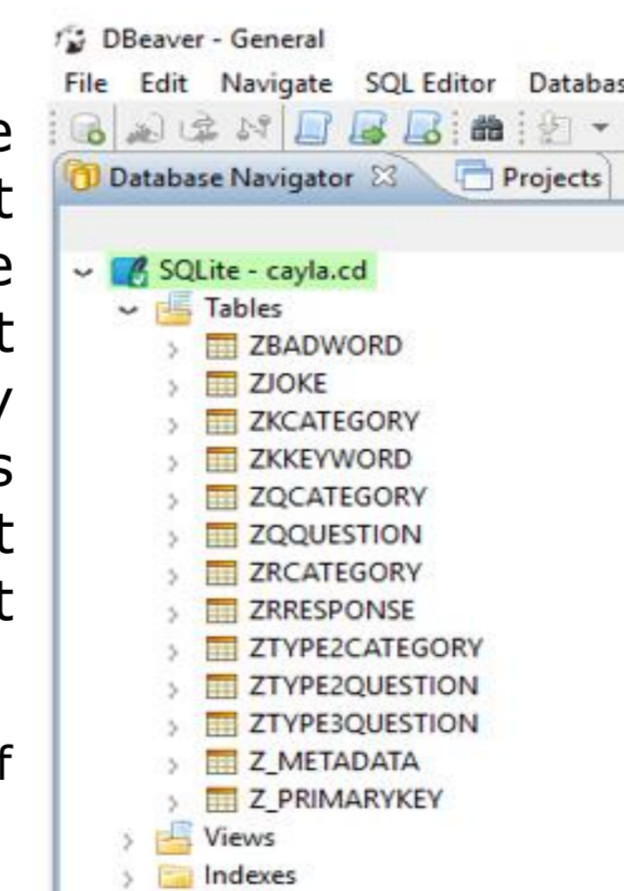 DBeaver - General
File Edit Navigate SQL Editor Databas
Database Navigator Projects
SQLite - cayla.cd
Tables
ZBADWORD
ZJOKE
ZKCATEGORY
ZKKEYWORD
ZQCATEGORY
ZQQUESTION
ZRCATEGORY
ZRRESPONSE
ZTYPE2CATEGORY
ZTYPE2QUESTION
ZTYPE3QUESTION
Z_METADATA
Z_PRIMARYKEY
Views
Indexes
e
t
e
t
y
s
t
t
f